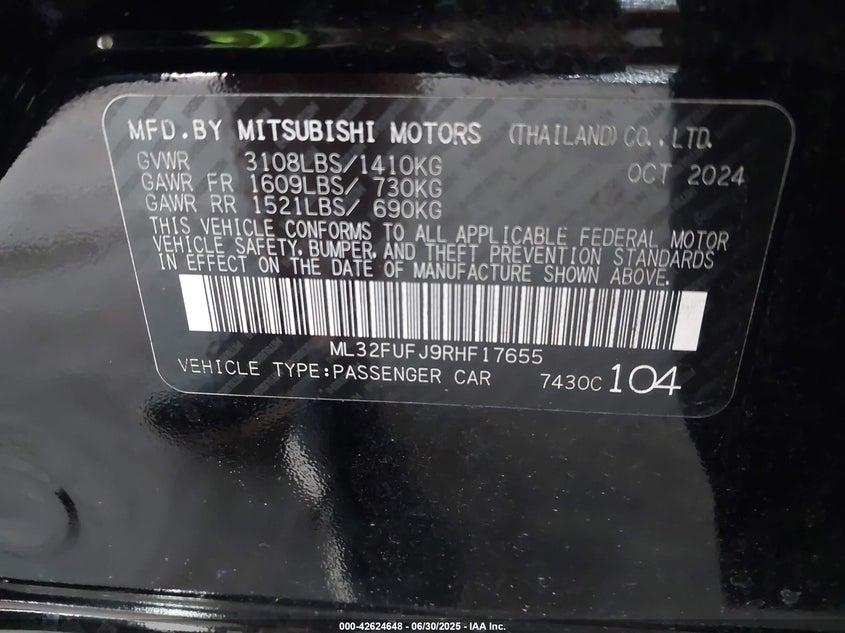 MFD.BY MITSUBISHI MOTORS (THAILAND) CO.,LTD.
GVWR 3108LBS/1410KG OCT 2024
GAWR FR 1609LBS/ 730KG
GAWR RR 1521LBS/ 690KG
THIS VEHICLE CONFORMS TO ALL APPLICABLE FEDERAL MOTOR
VEHICLE SAFETY, BUMPER, AND THEFT PREVENTION STANDARDS
IN EFFECT ON THE DATE OF MANUFACTURE SHOWN ABOVE.
ML32FUFJ9RHF17655
VEHICLE TYPE:PASSENGER CAR 7430C 104
000-42624648 - 06/30/2025 - IAA Inc.